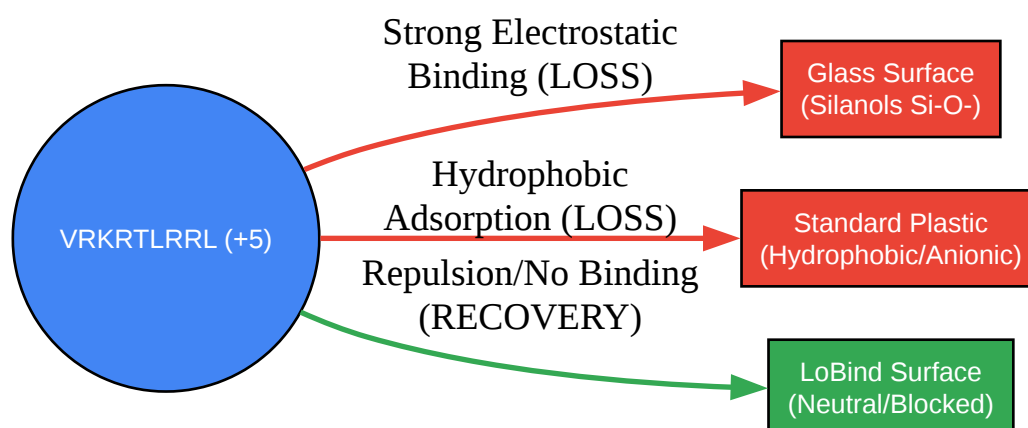 Strong Electrostatic
Binding (LOSS)
Glass Surface
(Silanols Si-O-)
Hydrophobic
Adsorption (LOSS)
VRKRTLRRL (+5)
Standard Plastic
(Hydrophobic/Anionic)
Repulsion/No Binding
(RECOVERY)
LoBind Surface
(Neutral/Blocked)